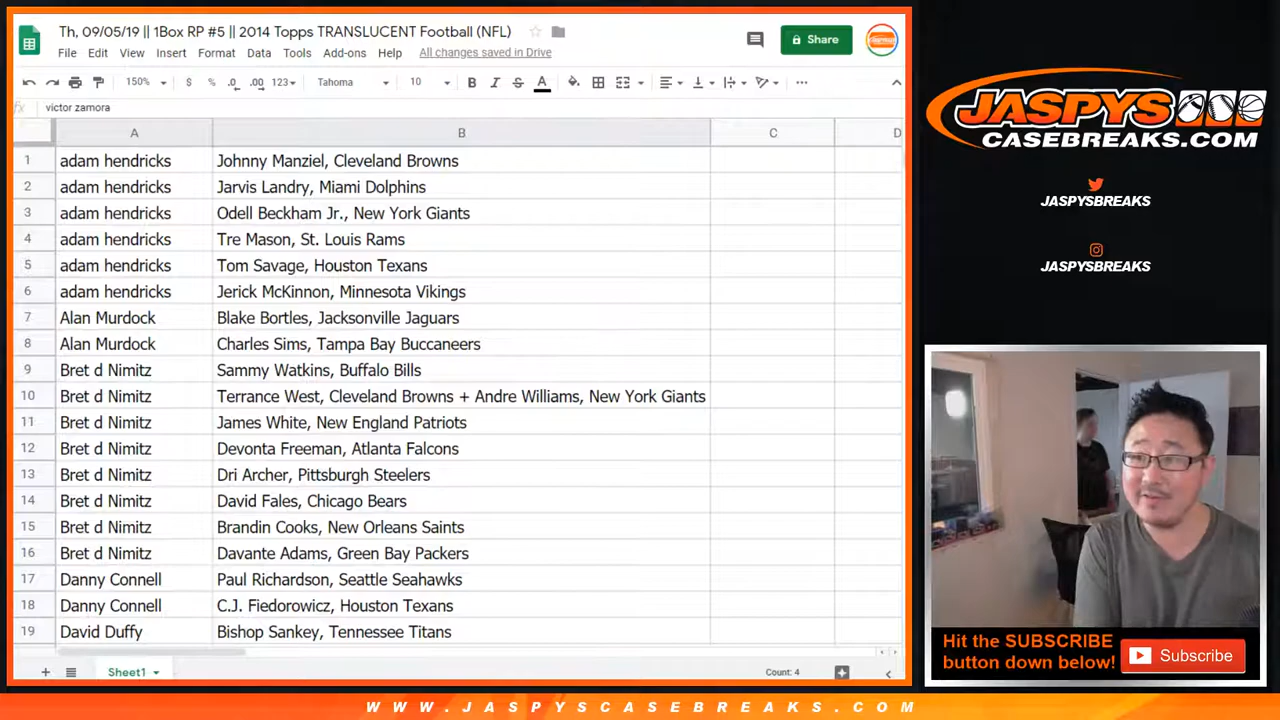 Th, 09/05/19 || 1Box RP #5 || 2014 Topps TRANSLUCENT Football (NFL)
File Edit View Insert Format Data Tools Add-ons Help All changes saved in Drive
Share
150% $ % .0 .00 123 Tahoma 10 B I S A
fx victor zamora
A B C D
1 adam hendricks Johnny Manziel, Cleveland Browns
2 adam hendricks Jarvis Landry, Miami Dolphins
3 adam hendricks Odell Beckham Jr., New York Giants
4 adam hendricks Tre Mason, St. Louis Rams
5 adam hendricks Tom Savage, Houston Texans
6 adam hendricks Jerick McKinnon, Minnesota Vikings
7 Alan Murdock Blake Bortles, Jacksonville Jaguars
8 Alan Murdock Charles Sims, Tampa Bay Buccaneers
9 Bret d Nimitz Sammy Watkins, Buffalo Bills
10 Bret d Nimitz Terrance West, Cleveland Browns + Andre Williams, New York Giants
11 Bret d Nimitz James White, New England Patriots
12 Bret d Nimitz Devonta Freeman, Atlanta Falcons
13 Bret d Nimitz Dri Archer, Pittsburgh Steelers
14 Bret d Nimitz David Fales, Chicago Bears
15 Bret d Nimitz Brandin Cooks, New Orleans Saints
16 Bret d Nimitz Davante Adams, Green Bay Packers
17 Danny Connell Paul Richardson, Seattle Seahawks
18 Danny Connell C.J. Fiedorowicz, Houston Texans
19 David Duffy Bishop Sankey, Tennessee Titans
Sheet1 Count: 4
JASPYS
CASEBREAKS.COM
JASPYSBREAKS
JASPYSBREAKS
Hit the SUBSCRIBE
button down below!
Subscribe
WWW.JASPYSCASEBREAKS.COM